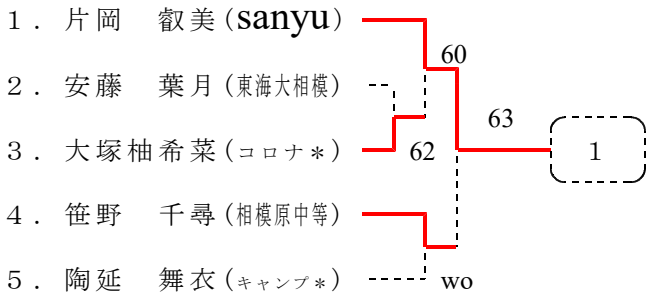 1. 片岡 叡美(sanyu)
60
2. 安藤 葉月(東海大相模)
63
1
3. 大塚柚希菜(コロナ*)
62
4. 笹野 千尋(相模原中等)
5. 陶延 舞衣(キャンプ*)
wo